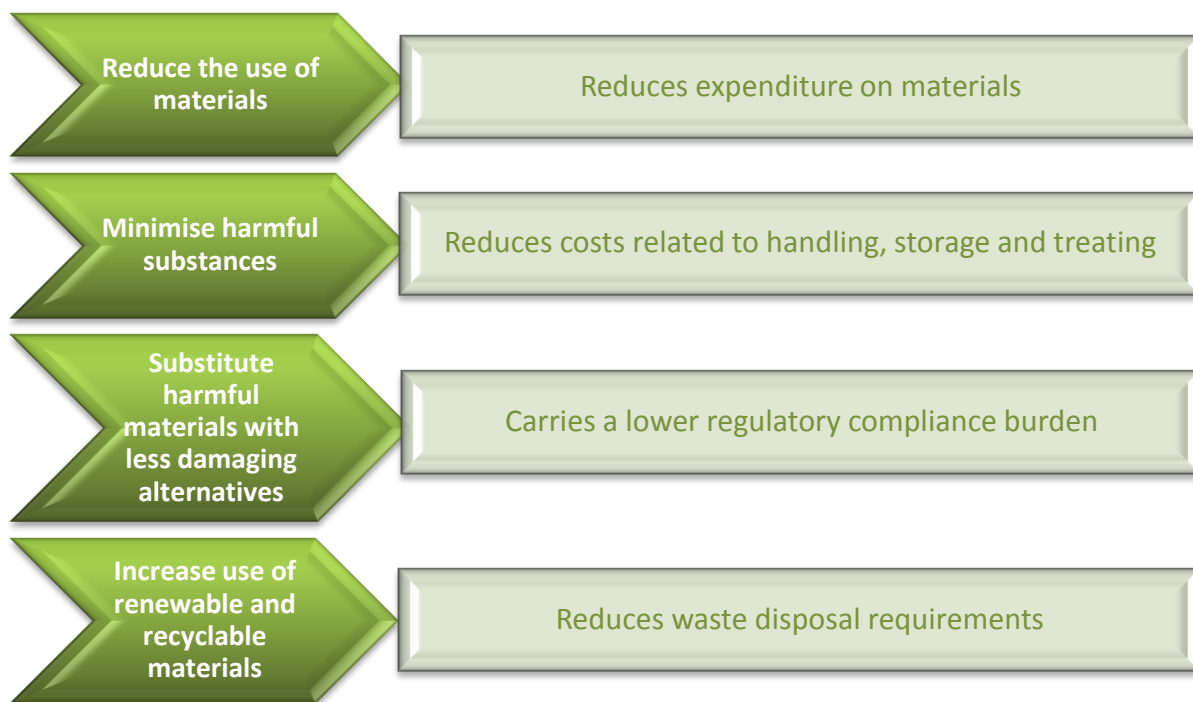 Reduce the use of
materials
Reduces expenditure on materials
Minimise harmful
substances
Reduces costs related to handling, storage and treating
Substitute
harmful
materials with
less damaging
alternatives
Carries a lower regulatory compliance burden
Increase use of
renewable and
recyclable
materials
Reduces waste disposal requirements